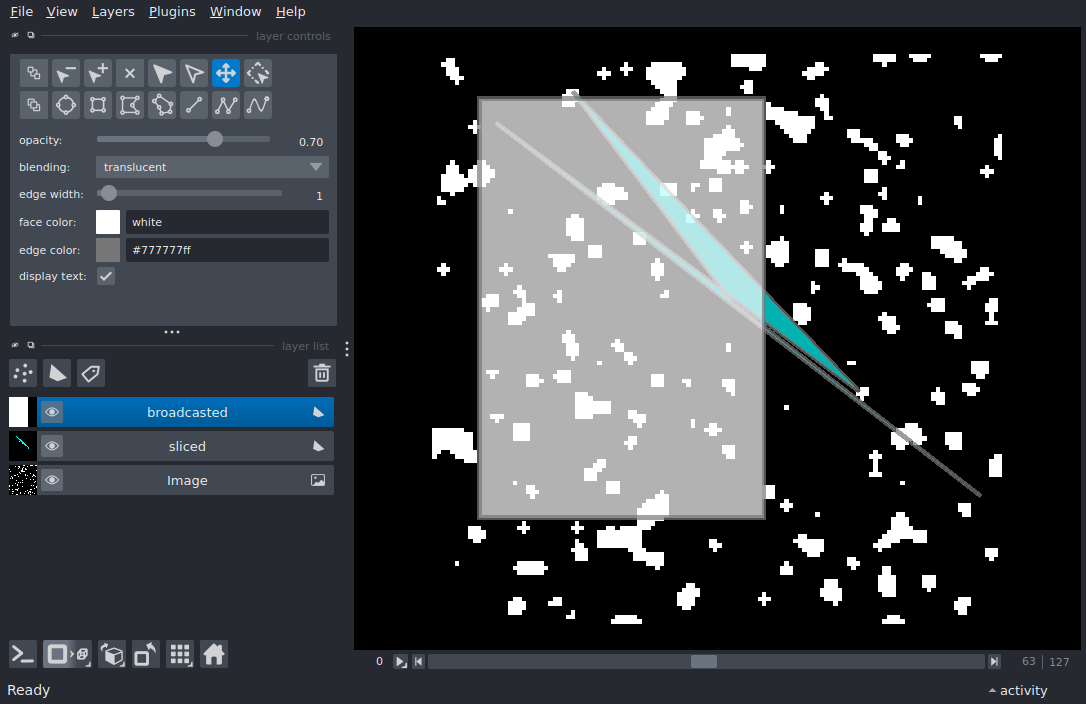 File View Layers Plugins Window Help
layer controls
opacity: 0.70
blending: translucent
edge width: 1
face color: white
edge color: #777777ff
display text:
layer list
broadcasted
sliced
Image
0 63 127
Ready activity